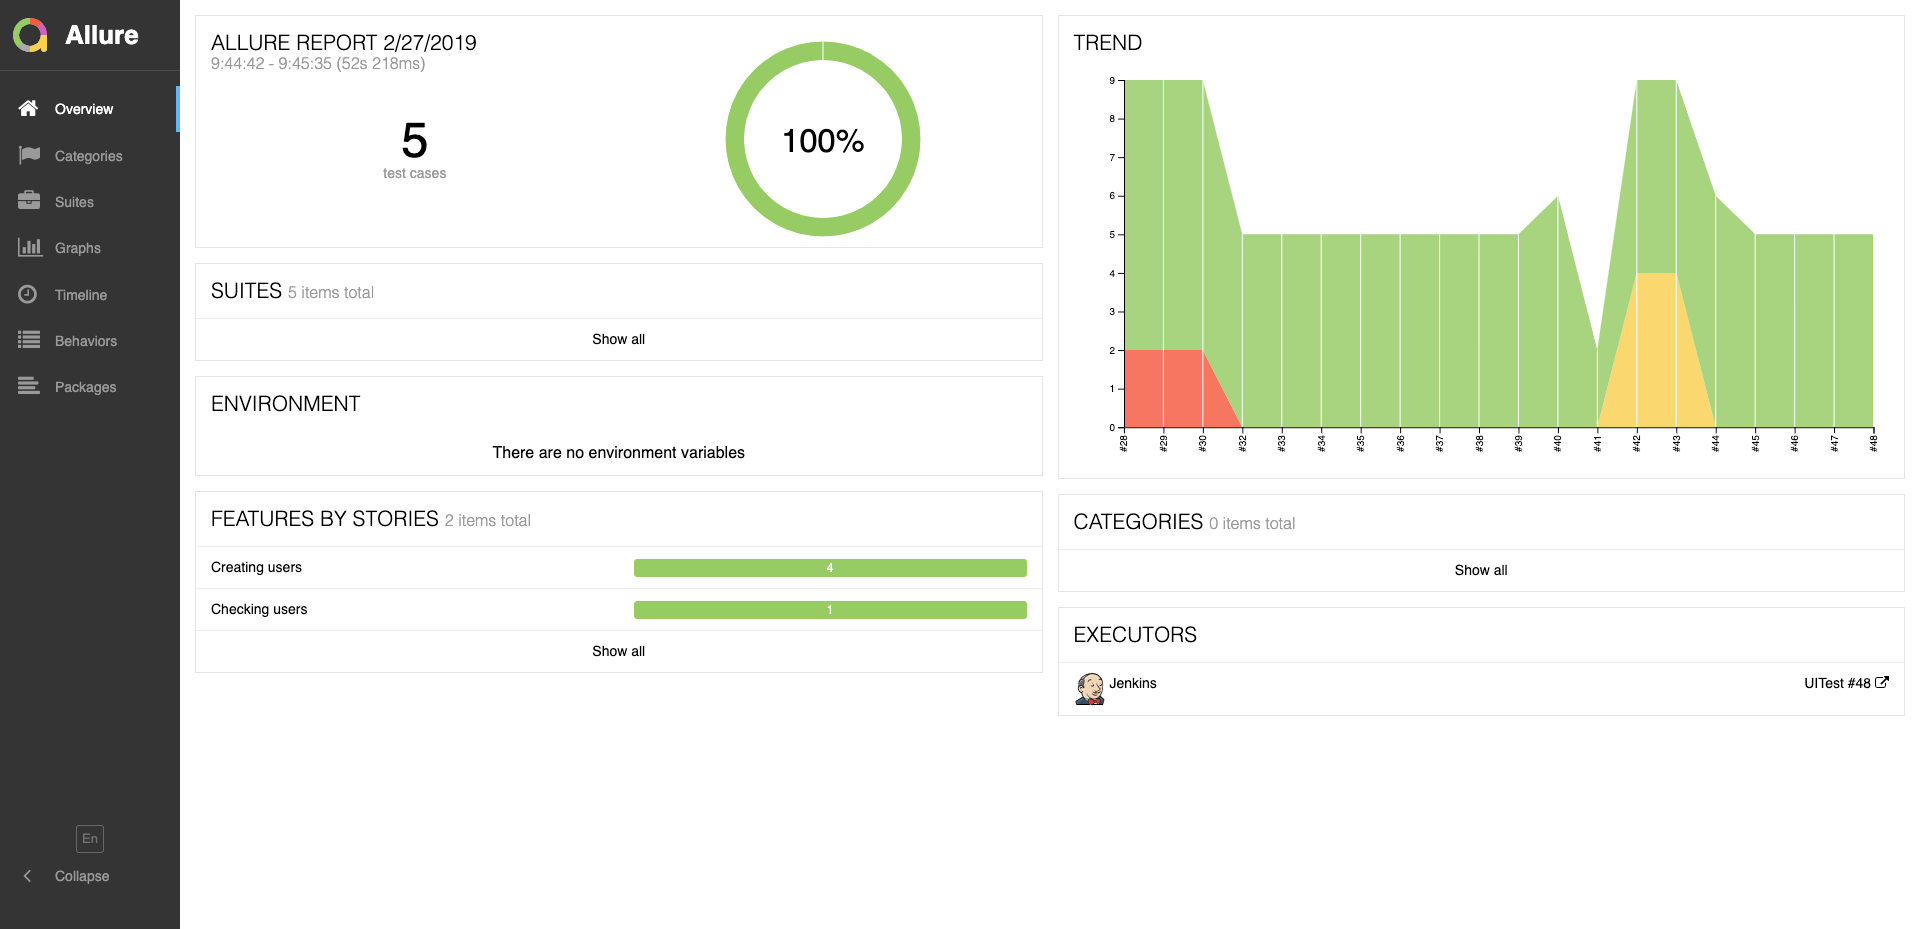 Allure
Overview
Categories
Suites
Graphs
Timeline
Behaviors
Packages
En
Collapse
ALLURE REPORT 2/27/2019
9:44:42 - 9:45:35 (52s 218ms)
5
test cases
100%
SUITES 5 items total
Show all
ENVIRONMENT
There are no environment variables
FEATURES BY STORIES 2 items total
Creating users 4
Checking users 1
Show all
TREND
9
8
7
6
5
4
3
2
1
0
#28 #29 #30 #32 #33 #34 #35 #36 #37 #38 #39 #40 #41 #42 #43 #44 #45 #46 #47 #48
CATEGORIES 0 items total
Show all
EXECUTORS
Jenkins UITest #48